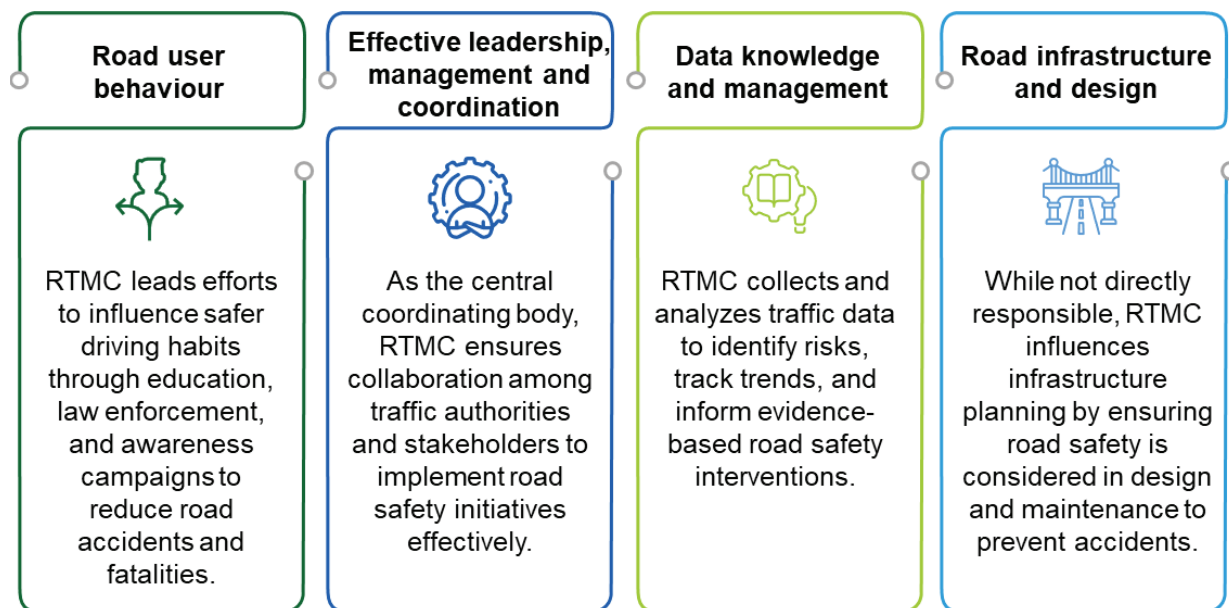 Road user
behaviour
RTMC leads efforts
to influence safer
driving habits
through education,
law enforcement,
and awareness
campaigns to
reduce road
accidents and
fatalities.
Effective leadership,
management and
coordination
As the central
coordinating body,
RTMC ensures
collaboration among
traffic authorities
and stakeholders to
implement road
safety initiatives
effectively.
Data knowledge
and management
RTMC collects and
analyzes traffic data
to identify risks,
track trends, and
inform evidence-
based road safety
interventions.
Road infrastructure
and design
While not directly
responsible, RTMC
influences
infrastructure
planning by ensuring
road safety is
considered in design
and maintenance to
prevent accidents.